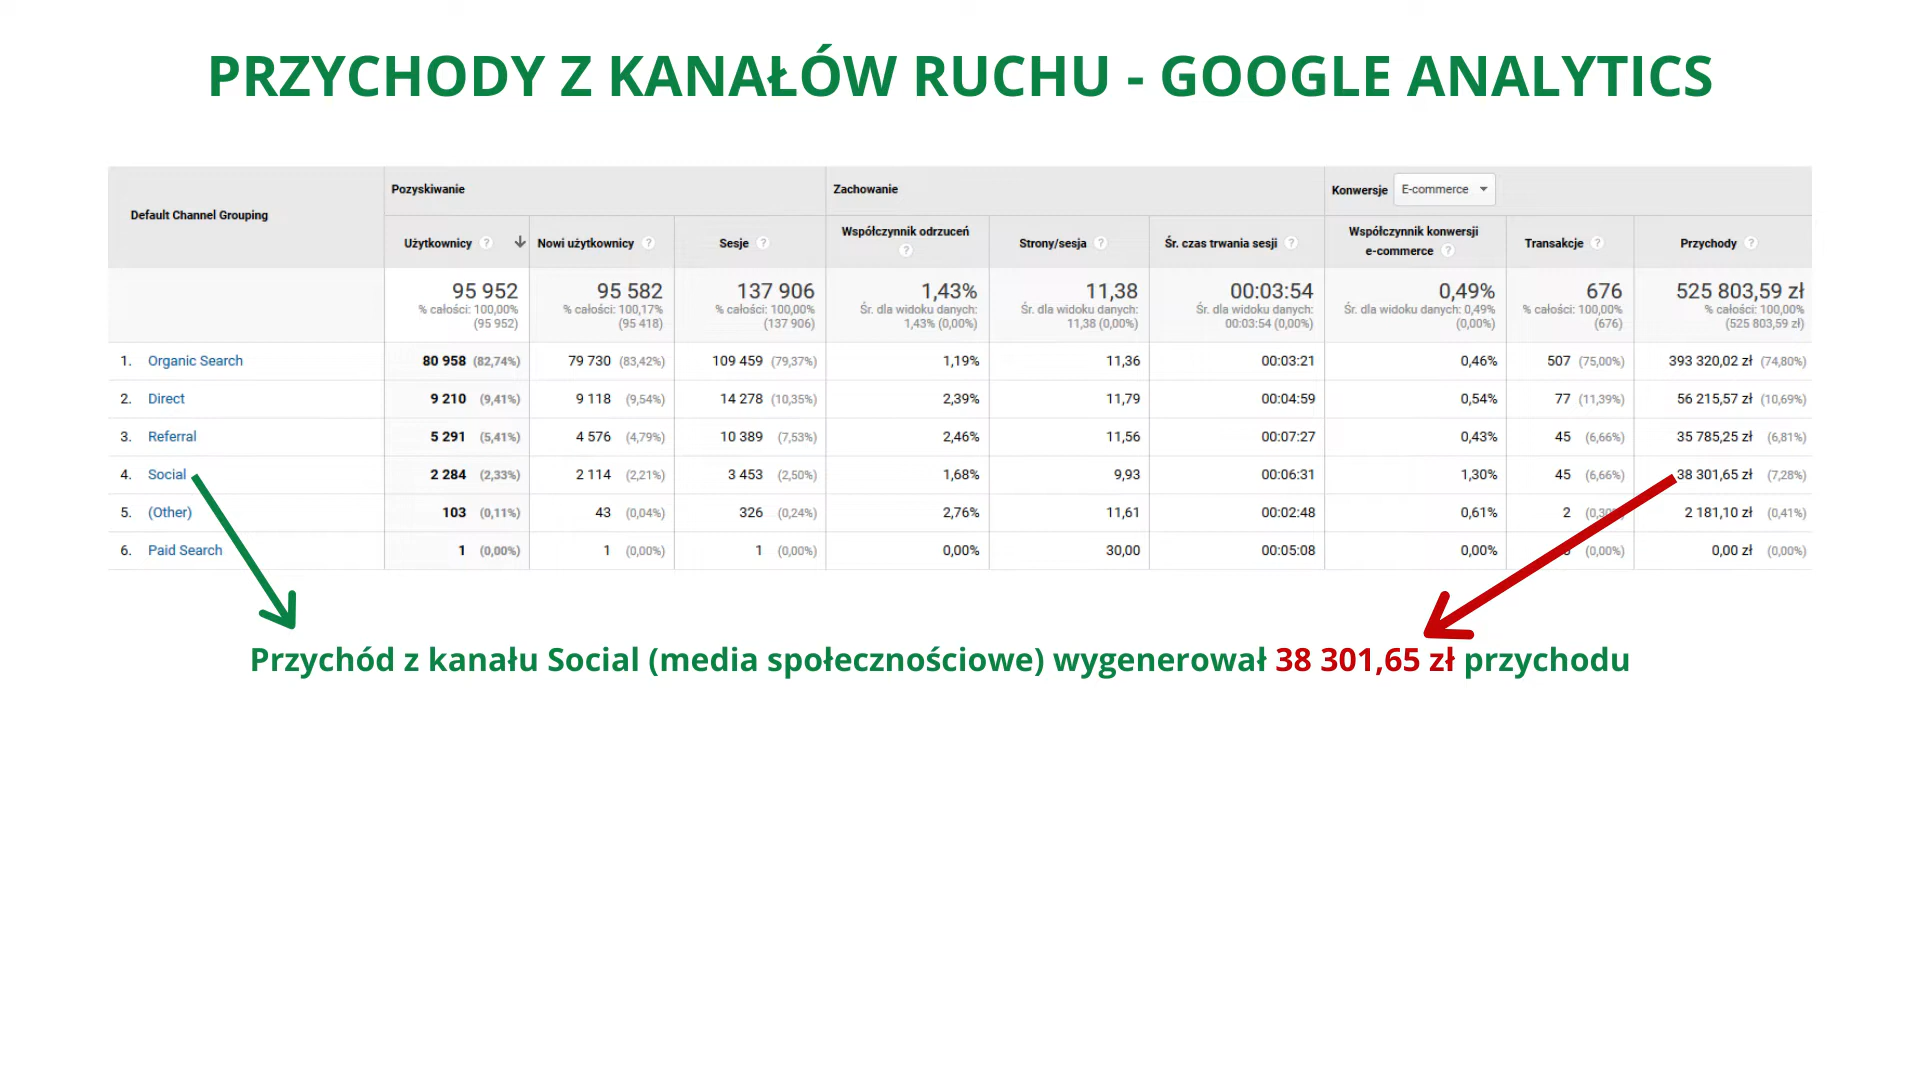 PRZYCHODY Z KANAŁÓW RUCHU - GOOGLE ANALYTICS
Default Channel Grouping
Pozyskiwanie
Zachowanie
Konwersje E-commerce
Użytkownicy ? Nowi użytkownicy ? Sesje ? Współczynnik odrzuceń ? Strony/sesja ? Śr. czas trwania sesji ? Współczynnik konwersji e-commerce ? Transakcje ? Przychody ?
95 952 95 582 137 906 1,43% 11,38 00:03:54 0,49% 676 525 803,59 zł
% całości: 100,00% % całości: 100,17% % całości: 100,00% Śr. dla widoku danych: Śr. dla widoku danych: Śr. dla widoku danych: Śr. dla widoku danych: 0,49% % całości: 100,00% % całości: 100,00%
(95 952) (95 418) (137 906) 1,43% (0,00%) 11,38 (0,00%) 00:03:54 (0,00%) (0,00%) (676) (525 803,59 zł)
1. Organic Search 80 958 (82,74%) 79 730 (83,42%) 109 459 (79,37%) 1,19% 11,36 00:03:21 0,46% 507 (75,00%) 393 320,02 zł (74,80%)
2. Direct 9 210 (9,41%) 9 118 (9,54%) 14 278 (10,35%) 2,39% 11,79 00:04:59 0,54% 77 (11,39%) 56 215,57 zł (10,69%)
3. Referral 5 291 (5,41%) 4 576 (4,79%) 10 389 (7,53%) 2,46% 11,56 00:07:27 0,43% 45 (6,66%) 35 785,25 zł (6,81%)
4. Social 2 284 (2,33%) 2 114 (2,21%) 3 453 (2,50%) 1,68% 9,93 00:06:31 1,30% 45 (6,66%) 38 301,65 zł (7,28%)
5. (Other) 103 (0,11%) 43 (0,04%) 326 (0,24%) 2,76% 11,61 00:02:48 0,61% 2 2 181,10 zł (0,41%)
6. Paid Search 1 (0,00%) 1 (0,00%) 1 (0,00%) 0,00% 30,00 00:05:08 0,00% (0,00%) 0,00 zł (0,00%)
Przychód z kanału Social (media społecznościowe) wygenerował 38 301,65 zł przychodu